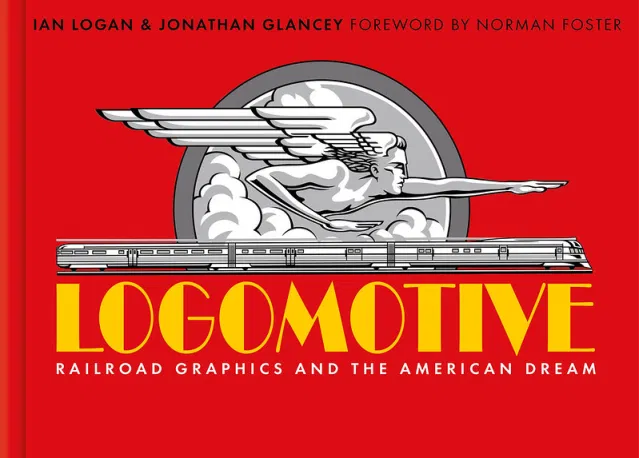 IAN LOGAN & JONATHAN GLANCEY FOREWORD BY NORMAN FOSTER
LOGOMOTIVE
RAILROAD GRAPHICS AND THE AMERICAN DREAM